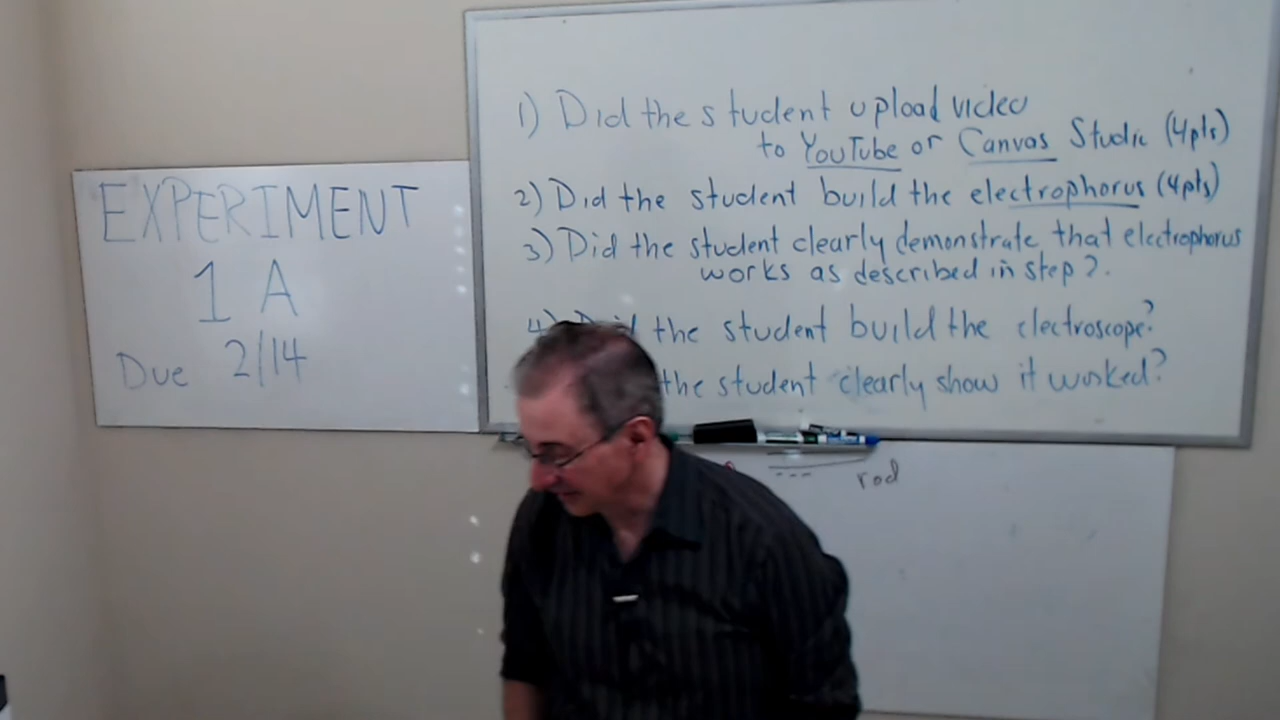 EXPERIMENT
1 A
Due 2/14
1) Did the student upload video
to YouTube or Canvas Studio (4pts)
2) Did the student build the electrophorus (4pts)
3) Did the student clearly demonstrate that electrophorus
works as described in step ?.
4) Did the student build the electroscope?
the student clearly show it worked?
rod